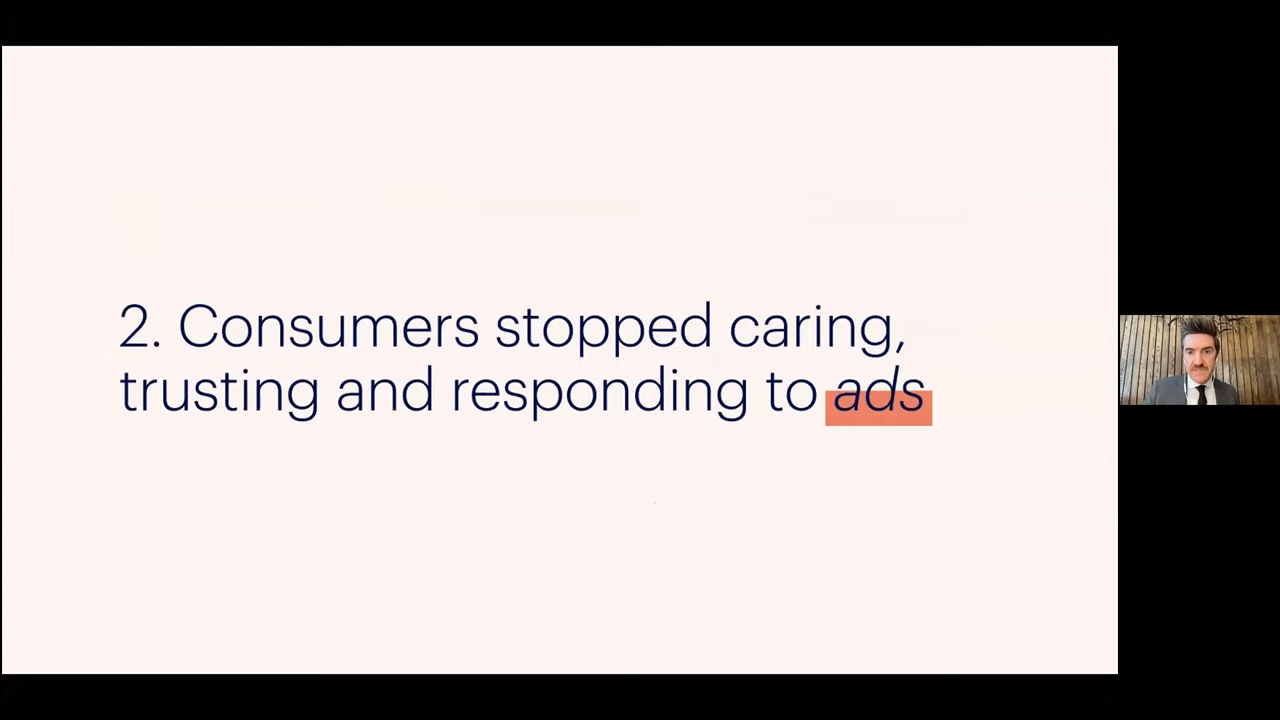 2. Consumers stopped caring,
trusting and responding to ads